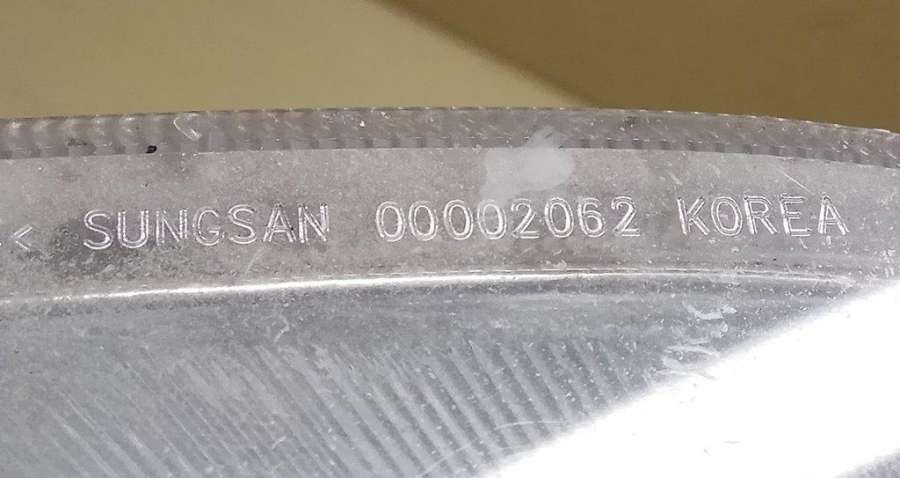 < SUNGSAN 00002062 KOREA